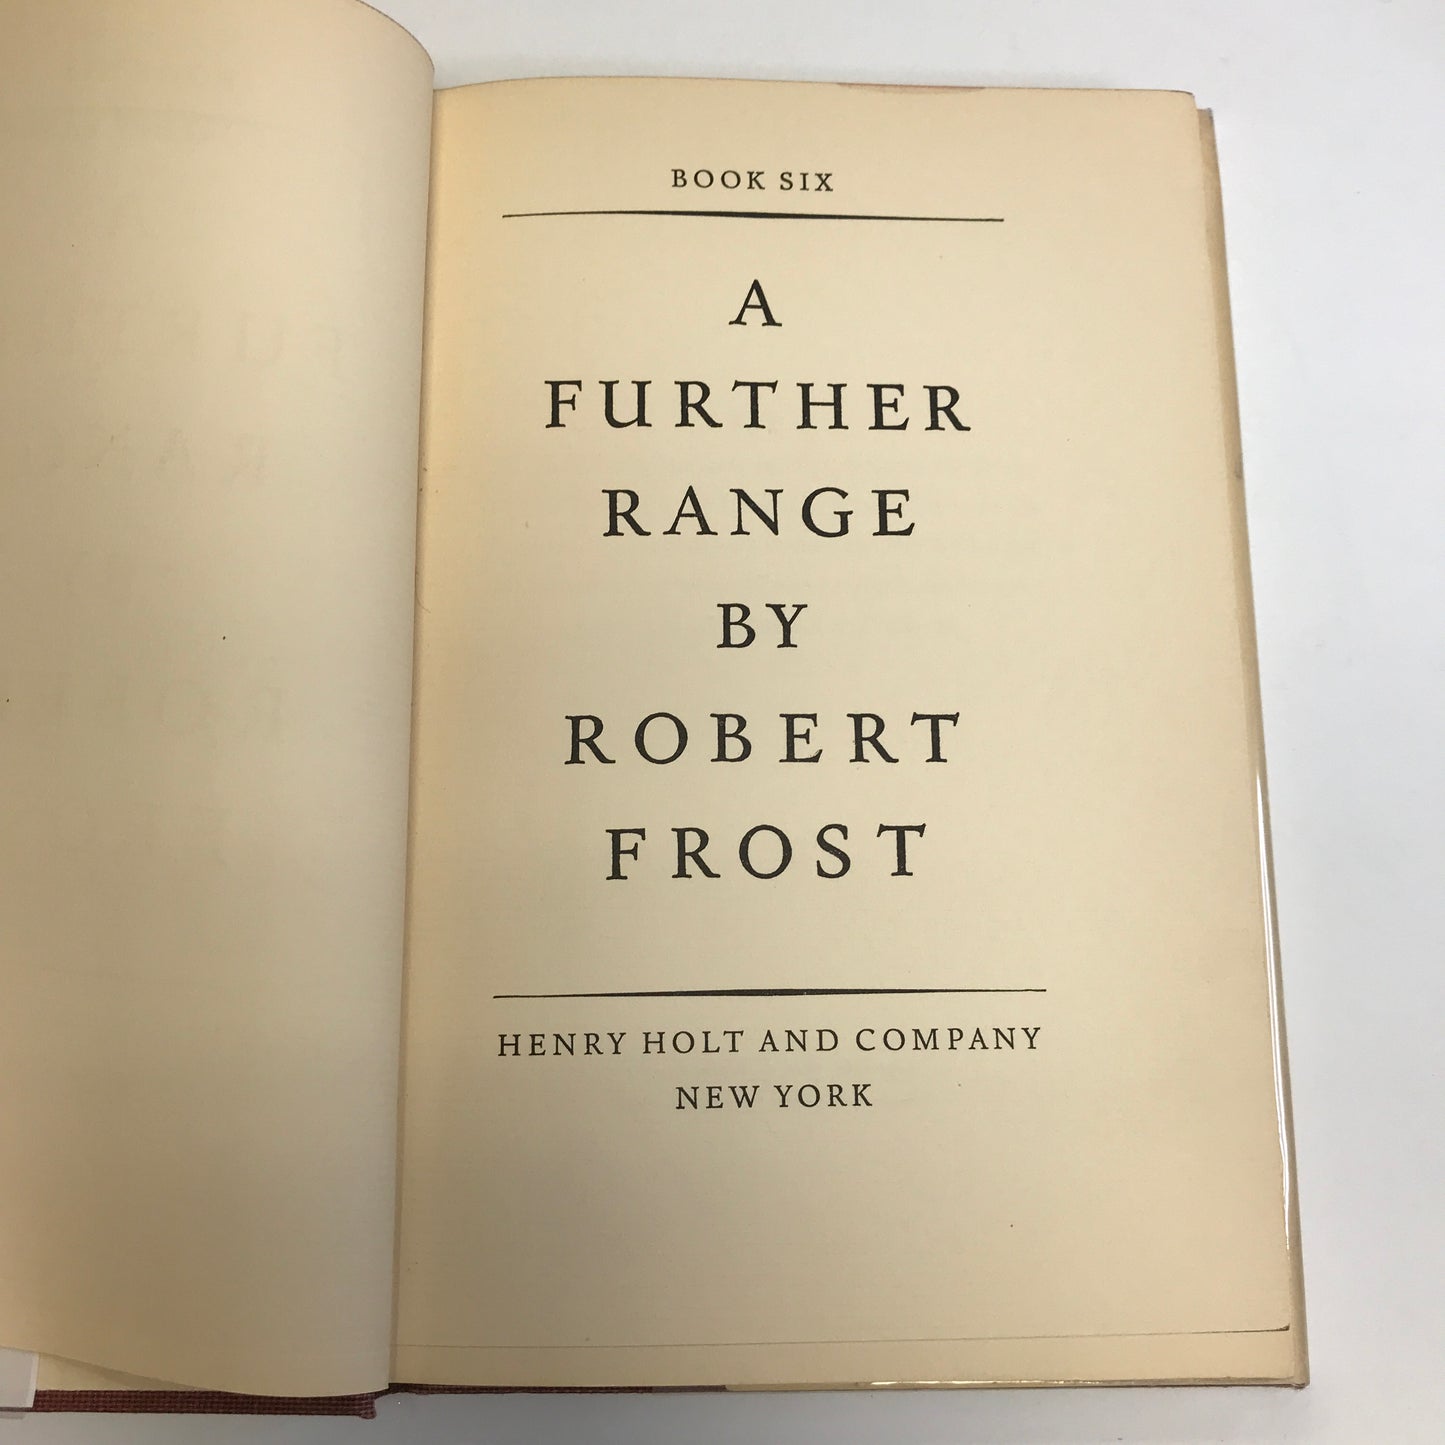 BOOK SIX
A
FURTHER
RANGE
BY
ROBERT
FROST
HENRY HOLT AND COMPANY
NEW YORK